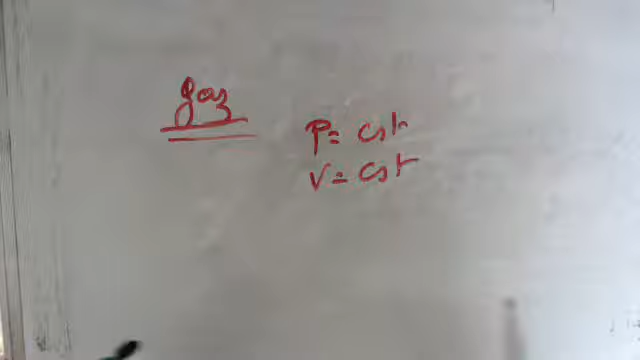 gas
P = cst
V = cst